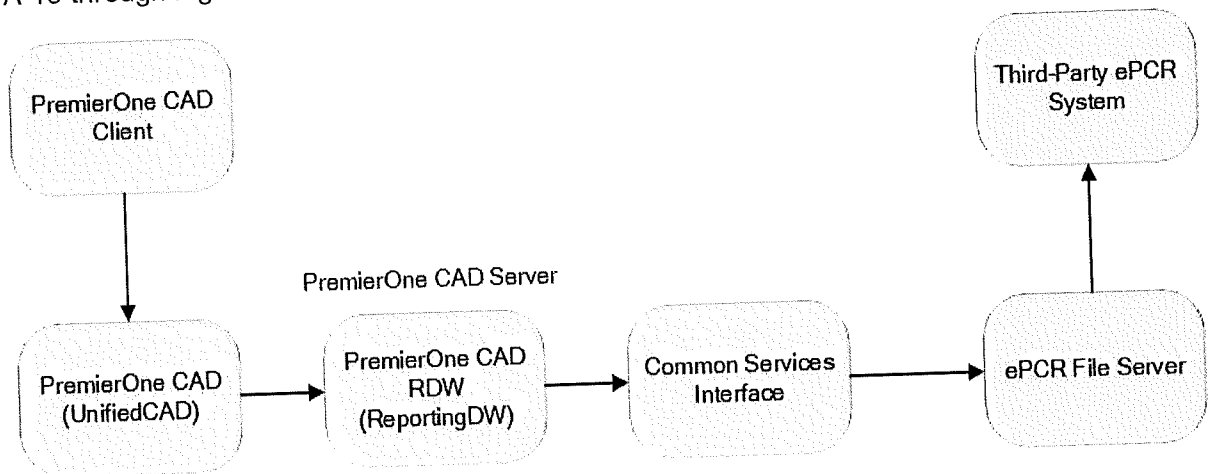 PremierOne CAD
Client
Third-Party ePCR
System
PremierOne CAD Server
PremierOne CAD
(UnifiedCAD)
PremierOne CAD
RDW
(ReportingDW)
Common Services
Interface
ePCR File Server